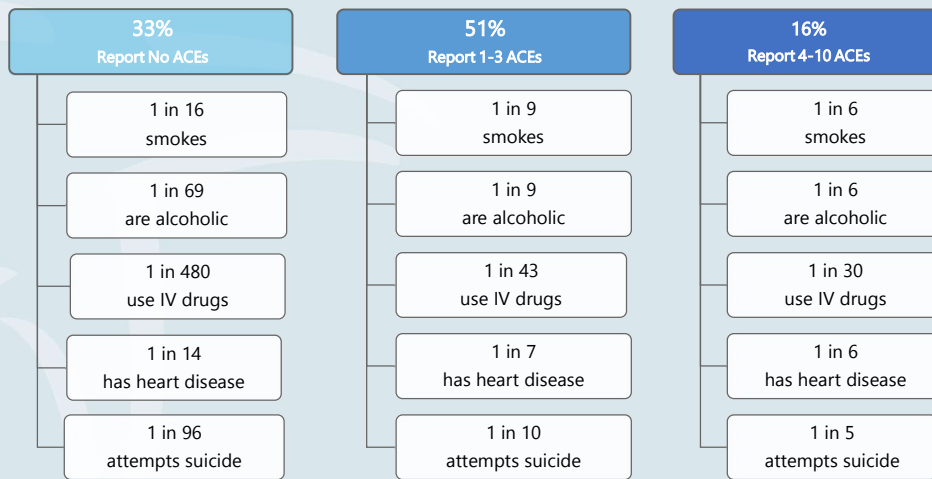 33%
Report No ACEs
1 in 16
smokes
1 in 69
are alcoholic
1 in 480
use IV drugs
1 in 14
has heart disease
1 in 96
attempts suicide
51%
Report 1-3 ACEs
1 in 9
smokes
1 in 9
are alcoholic
1 in 43
use IV drugs
1 in 7
has heart disease
1 in 10
attempts suicide
16%
Report 4-10 ACEs
1 in 6
smokes
1 in 6
are alcoholic
1 in 30
use IV drugs
1 in 6
has heart disease
1 in 5
attempts suicide